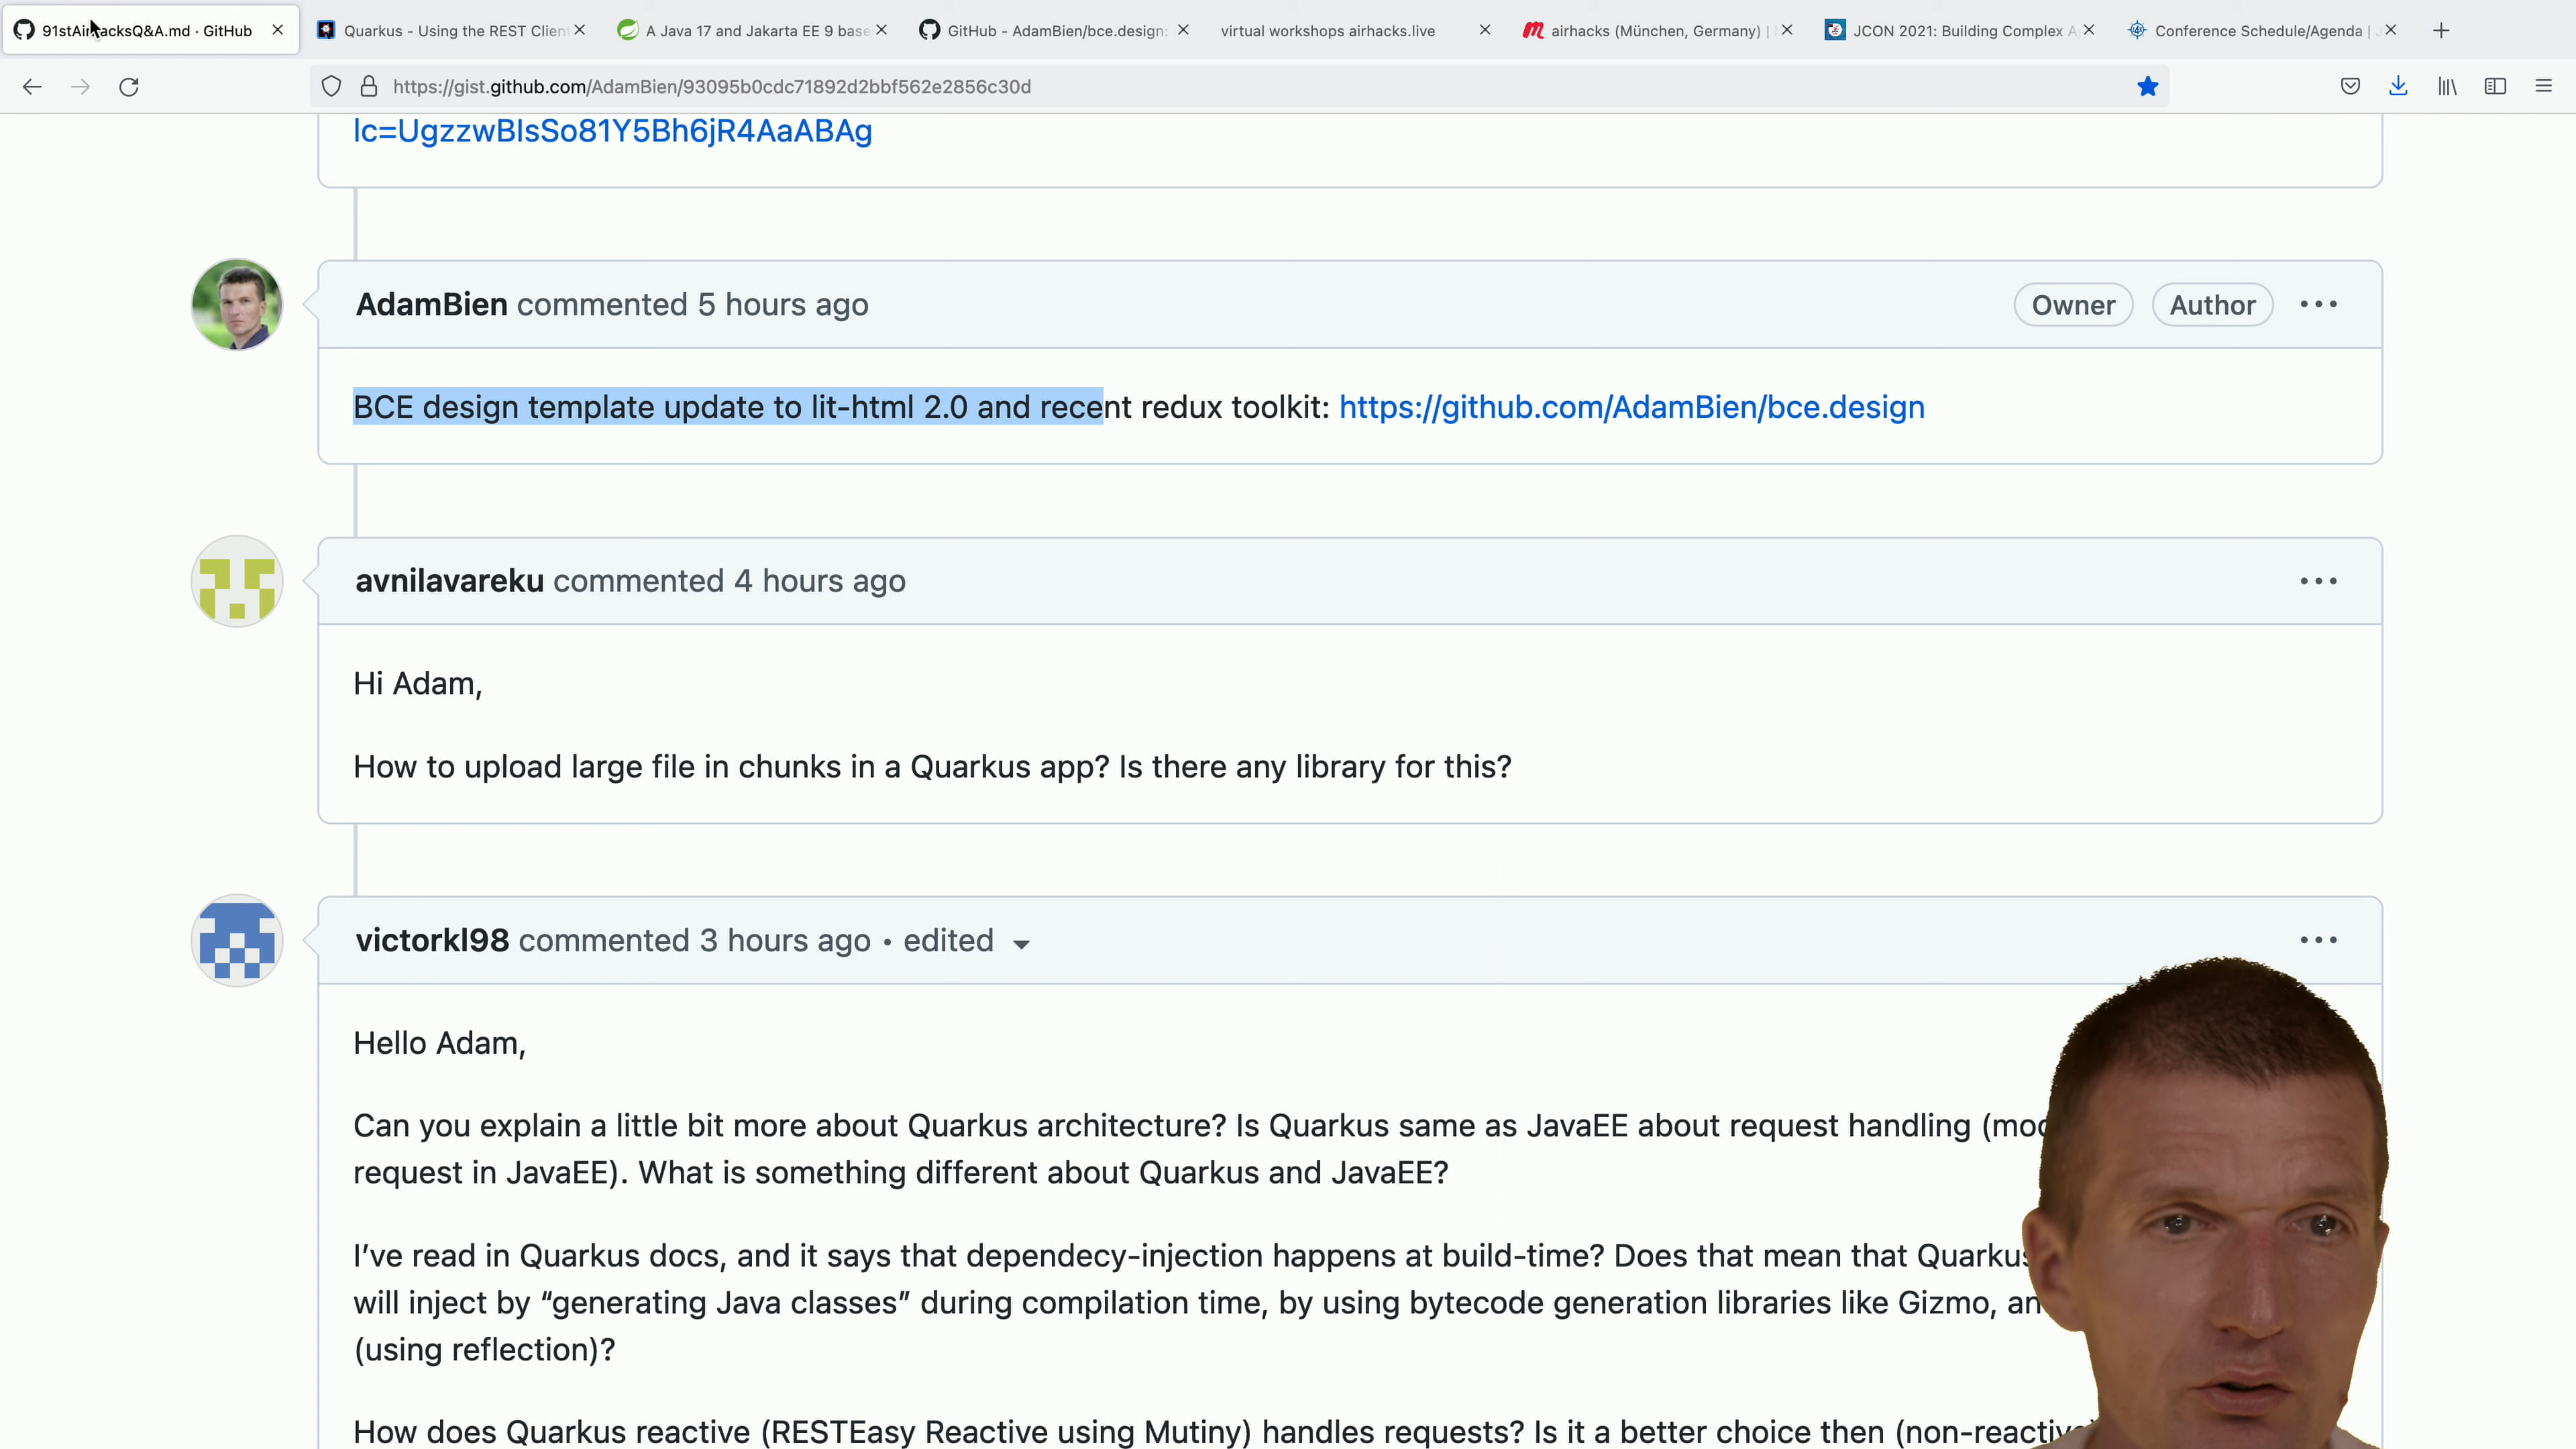 91stAirhacksQ&A.md · GitHub
Quarkus - Using the REST Client
A Java 17 and Jakarta EE 9 base
GitHub - AdamBien/bce.design:
virtual workshops airhacks.live
airhacks (München, Germany) |
JCON 2021: Building Complex A
Conference Schedule/Agenda |
https://gist.github.com/AdamBien/93095b0cdc71892d2bbf562e2856c30d
lc=UgzzwBIsSo81Y5Bh6jR4AaABAg
AdamBien commented 5 hours ago
Owner Author
BCE design template update to lit-html 2.0 and recent redux toolkit: https://github.com/AdamBien/bce.design
avnilavareku commented 4 hours ago
Hi Adam,
How to upload large file in chunks in a Quarkus app? Is there any library for this?
victorkl98 commented 3 hours ago • edited
Hello Adam,
Can you explain a little bit more about Quarkus architecture? Is Quarkus same as JavaEE about request handling
request in JavaEE). What is something different about Quarkus and JavaEE?
I've read in Quarkus docs, and it says that dependecy-injection happens at build-time? Does that mean that Quarkus
will inject by “generating Java classes” during compilation time, by using bytecode generation libraries like Gizmo,
(using reflection)?
How does Quarkus reactive (RESTEasy Reactive using Mutiny) handles requests? Is it a better choice then (non-reactive)